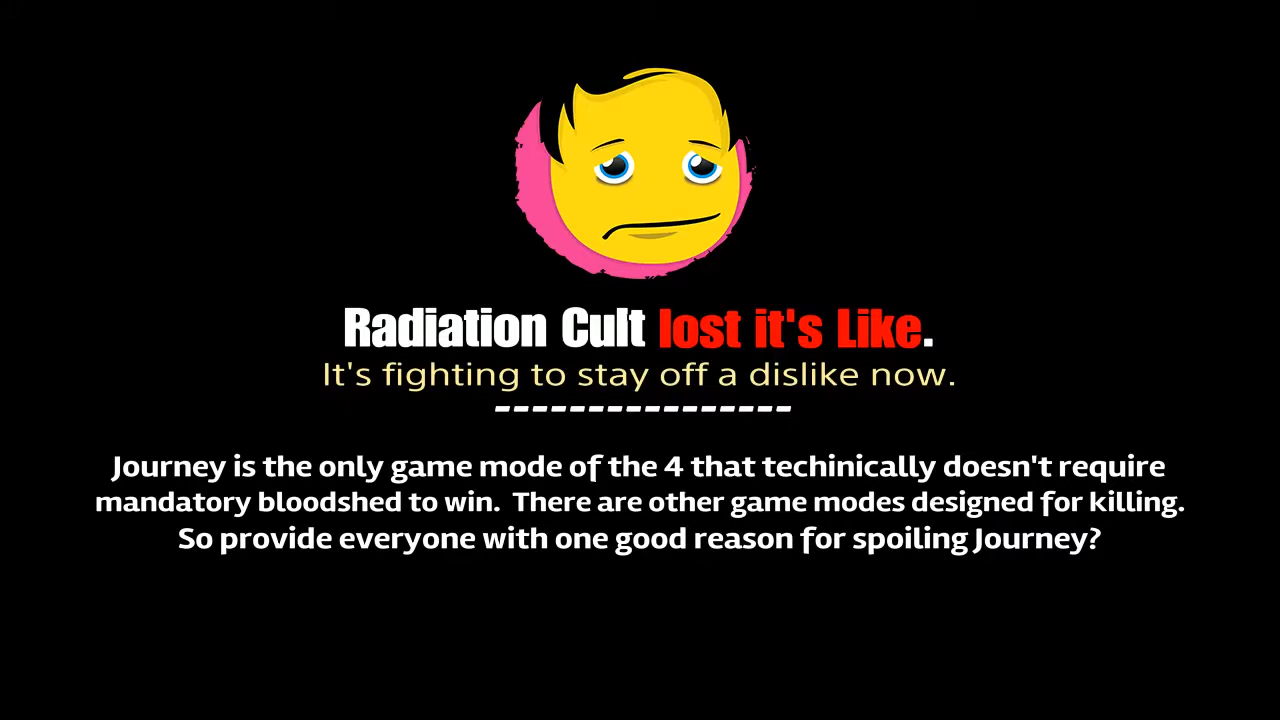 Radiation Cult lost it's Like.
It's fighting to stay off a dislike now.
----------------
Journey is the only game mode of the 4 that techinically doesn't require
mandatory bloodshed to win.  There are other game modes designed for killing.
So provide everyone with one good reason for spoiling Journey?